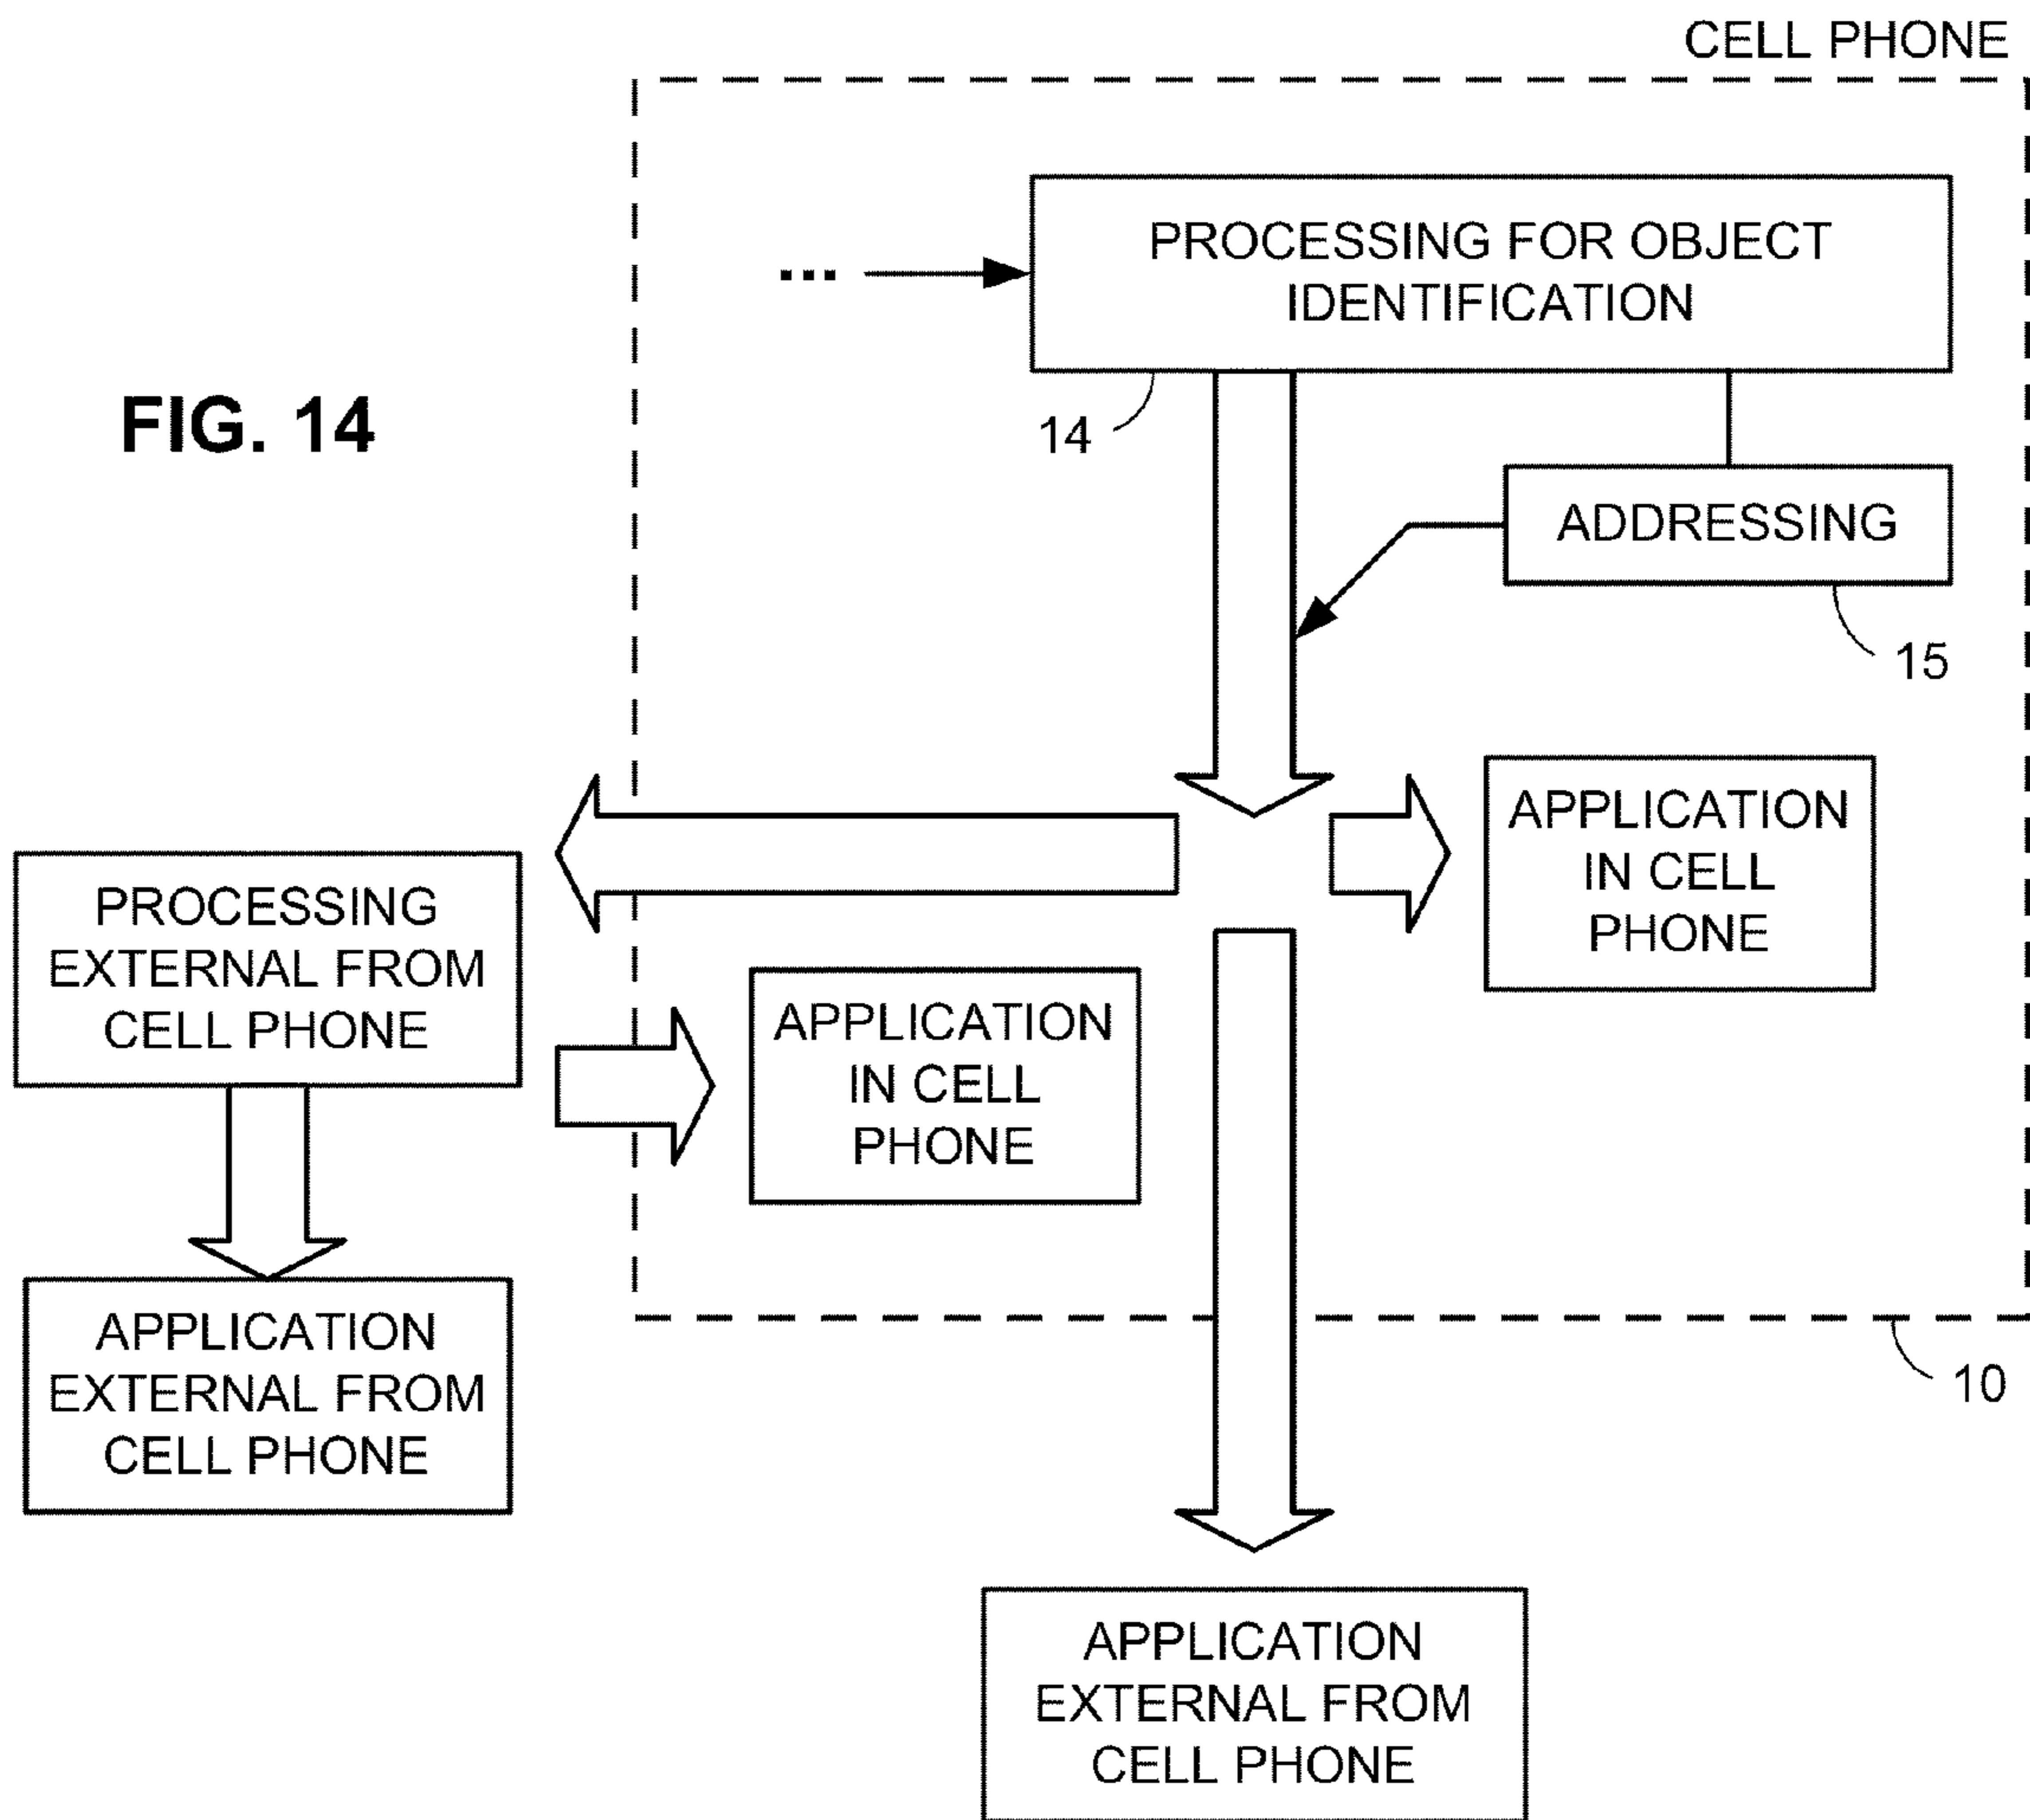 CELL PHONE
PROCESSING FOR OBJECT
IDENTIFICATION
...
FIG. 14
14
ADDRESSING
15
APPLICATION
IN CELL
PHONE
PROCESSING
EXTERNAL FROM
CELL PHONE
APPLICATION
IN CELL
PHONE
APPLICATION
EXTERNAL FROM
CELL PHONE
10
APPLICATION
EXTERNAL FROM
CELL PHONE